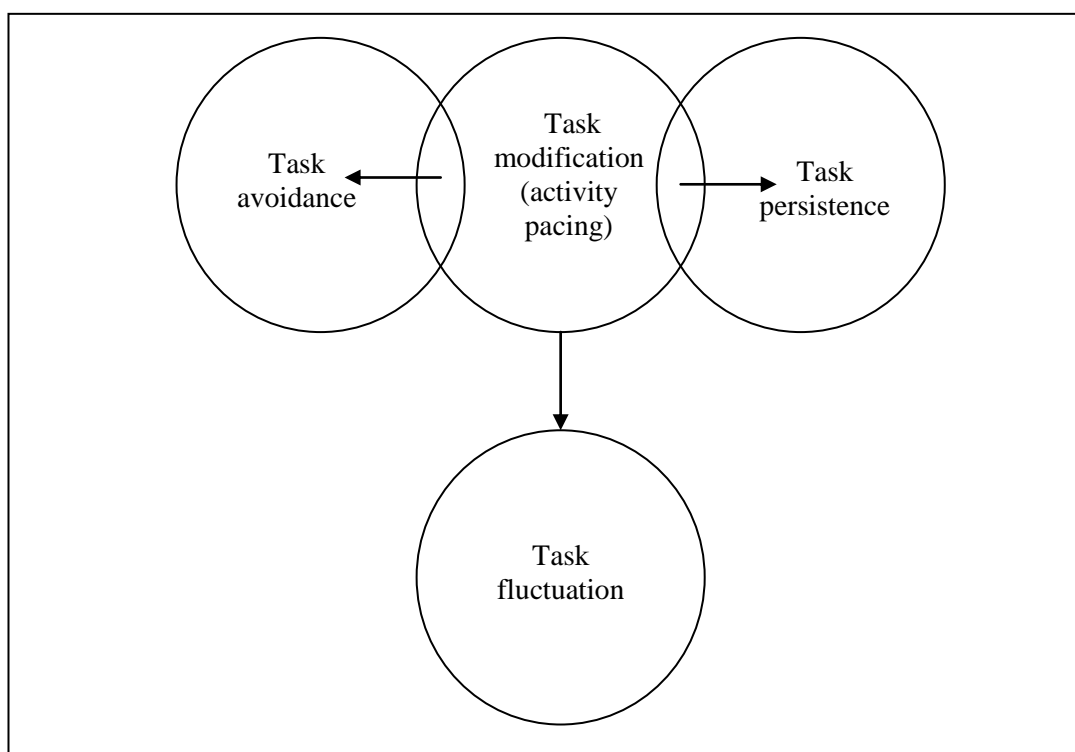 Task
avoidance
Task
modification
(activity
pacing)
Task
persistence
Task
fluctuation